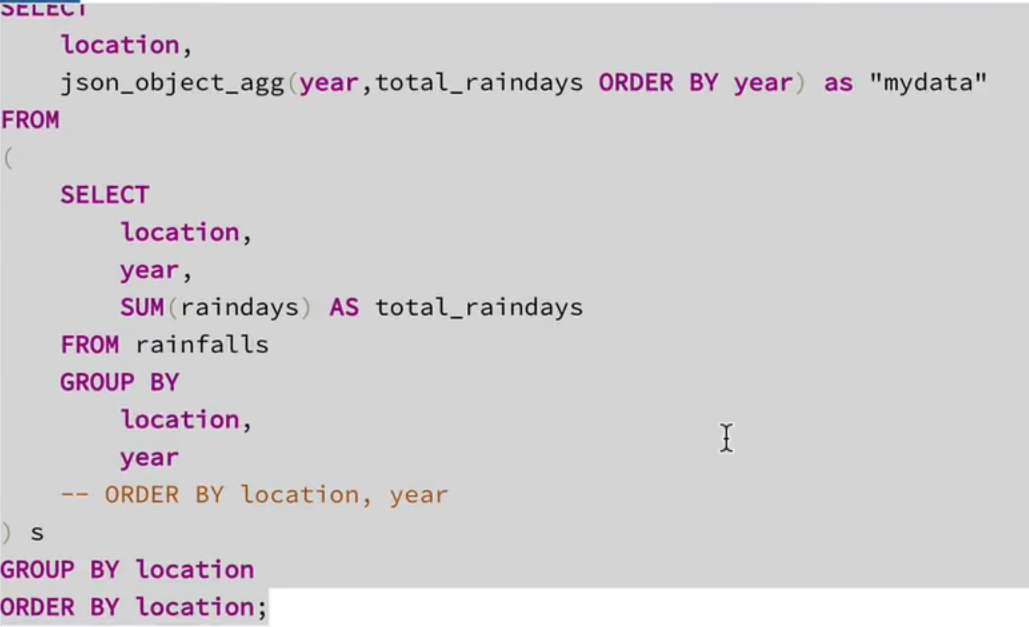 SELECT
location,
json_object_agg(year,total_raindays ORDER BY year) as "mydata"
FROM
(
SELECT
location,
year,
SUM(raindays) AS total_raindays
FROM rainfalls
GROUP BY
location,
year
-- ORDER BY location, year
) s
GROUP BY location
ORDER BY location;